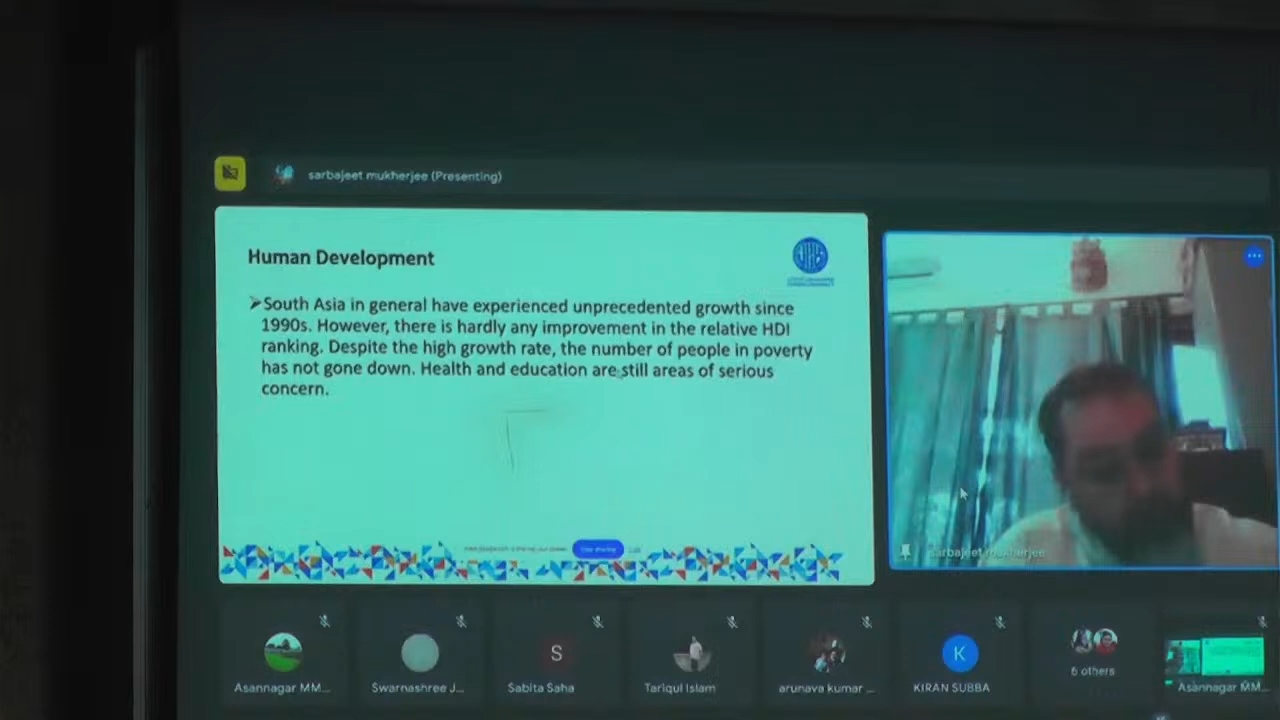 sarbajeet mukherjee (Presenting)
Human Development
➤South Asia in general have experienced unprecedented growth since
1990s. However, there is hardly any improvement in the relative HDI
ranking. Despite the high growth rate, the number of people in poverty
has not gone down. Health and education are still areas of serious
concern.
sarbajeet mukherjee
Asannagar MM...
Swarnashree J...
S
Sabita Saha
Tariqul Islam
arunava kumar ...
K
KIRAN SUBBA
6 others
Asannagar MM...